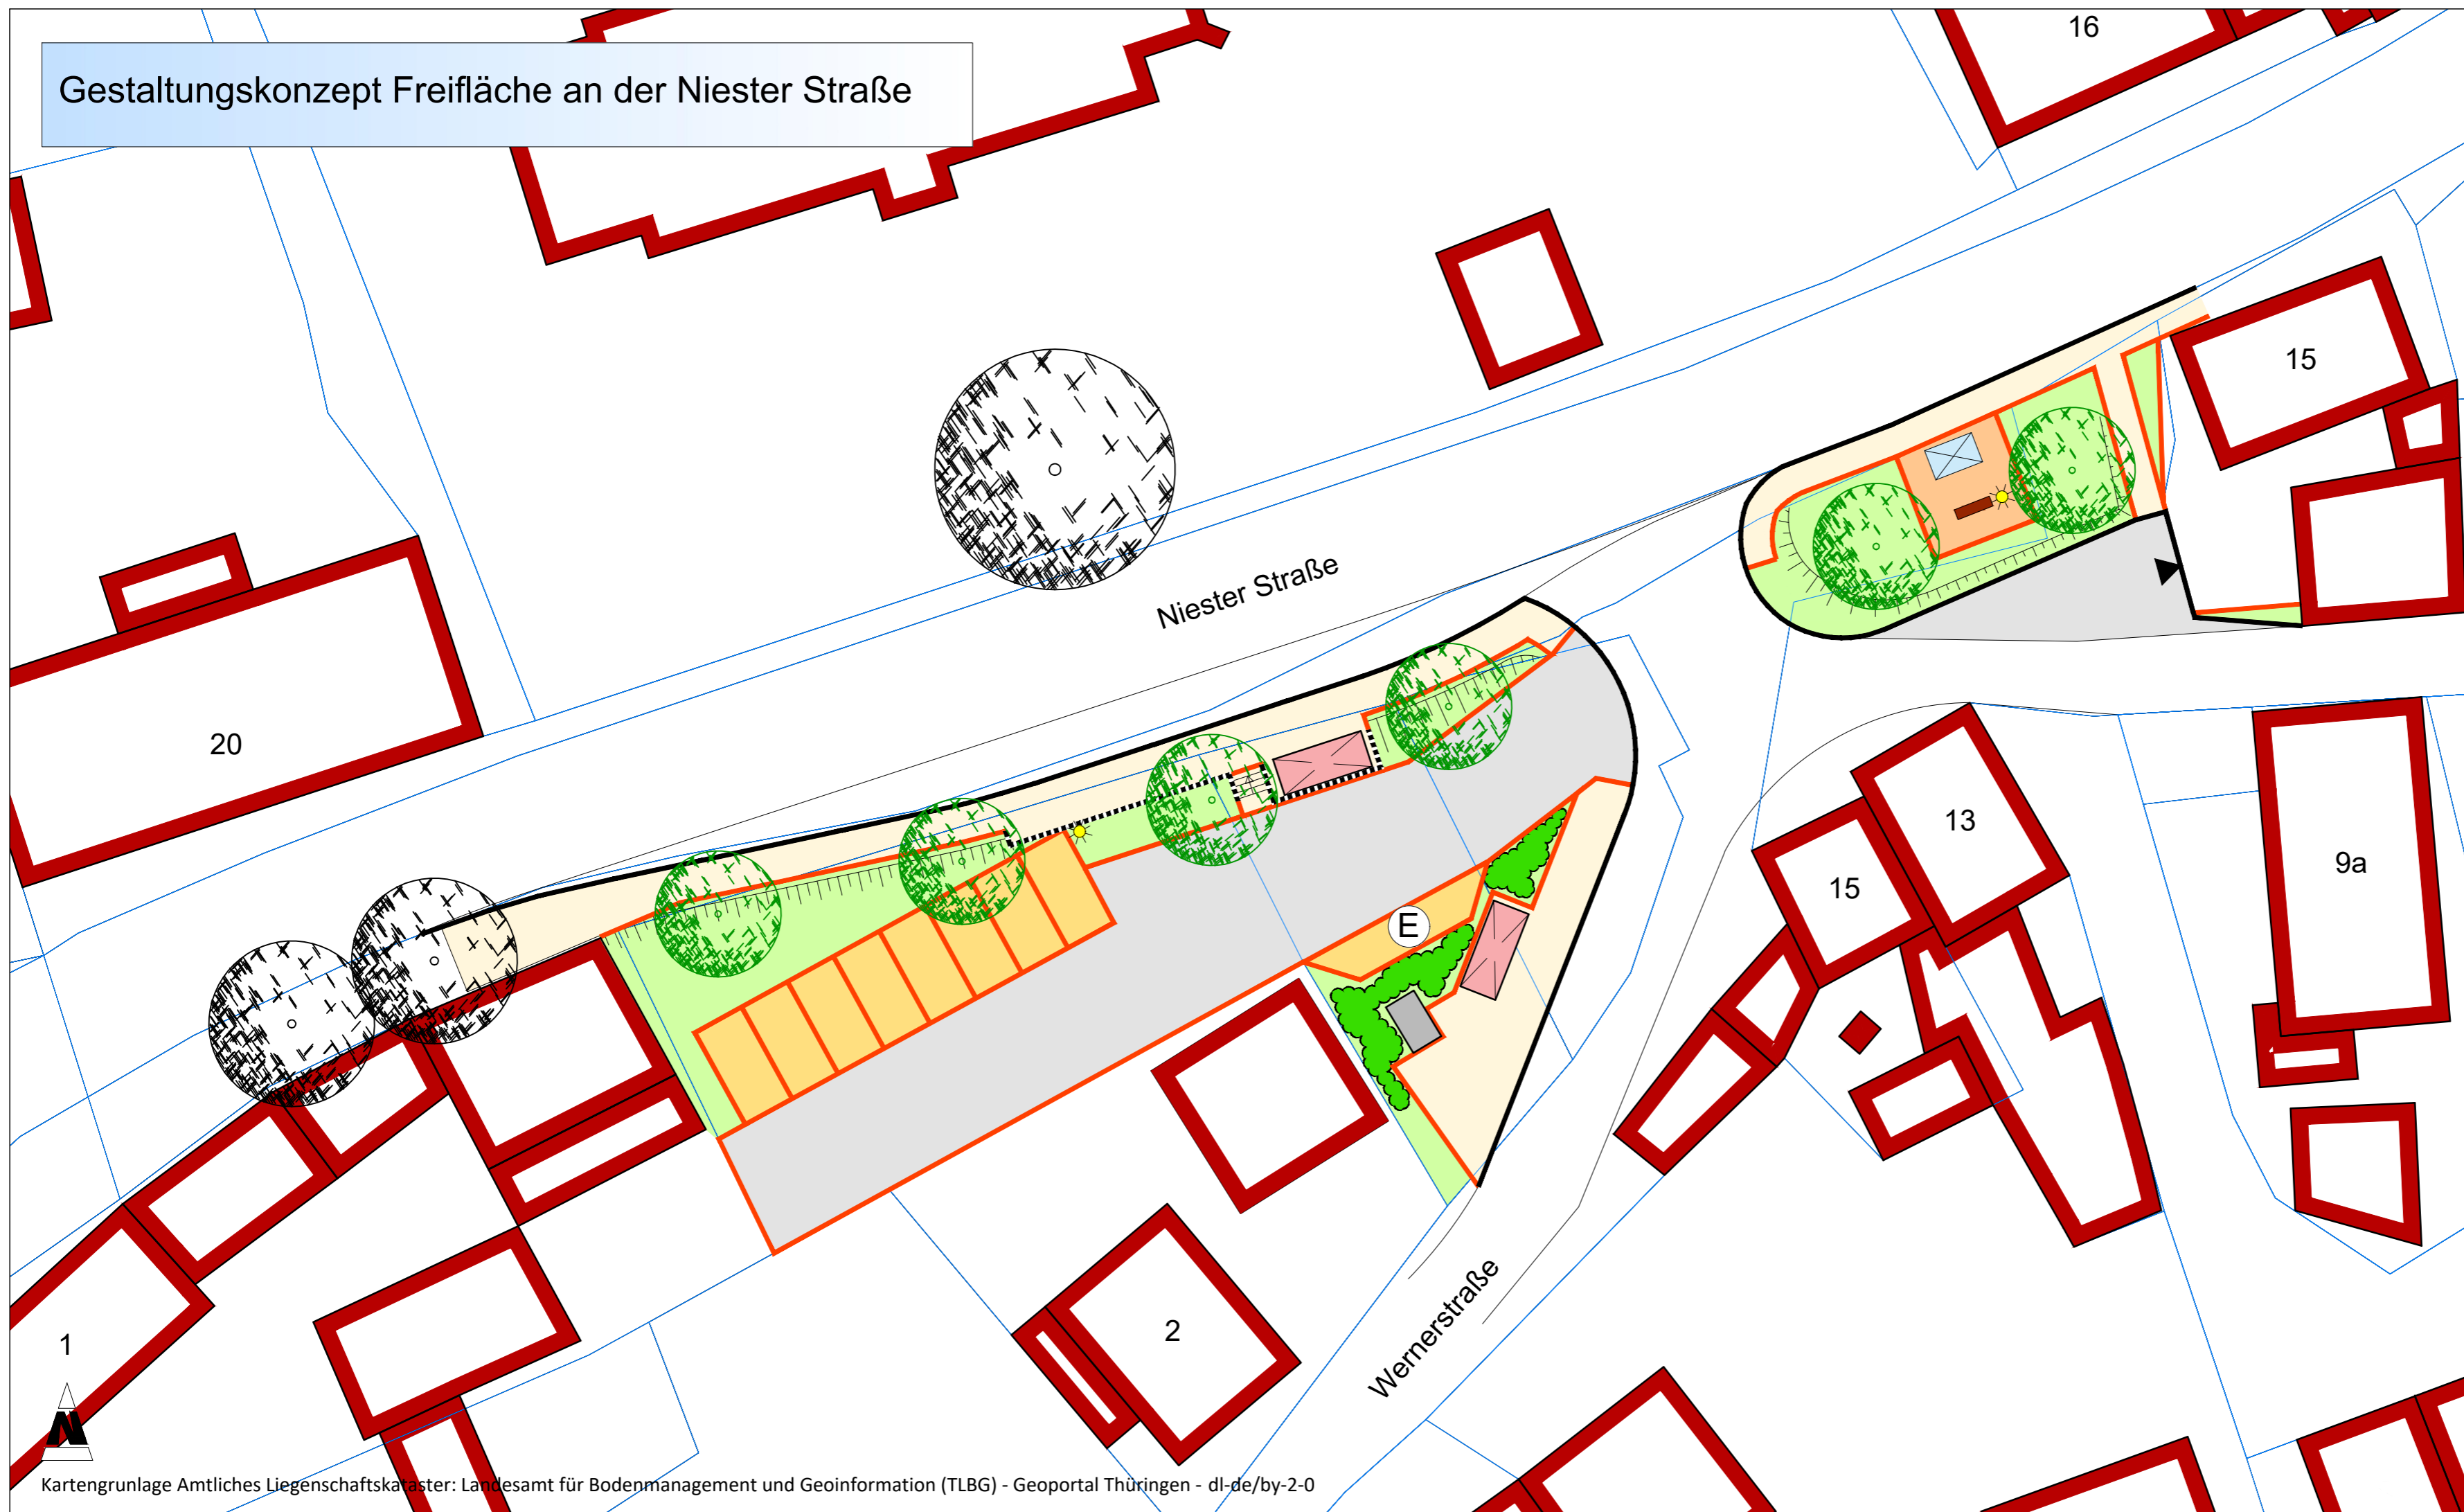 Gestaltungskonzept Freifläche an der Niester Straße
16
15
Niester Straße
20
13
15
9a
E
Wernerstraße
2
1
N
Kartengrunlage Amtliches Liegenschaftskataster: Landesamt für Bodenmanagement und Geoinformation (TLBG) - Geoportal Thüringen - dl-de/by-2-0